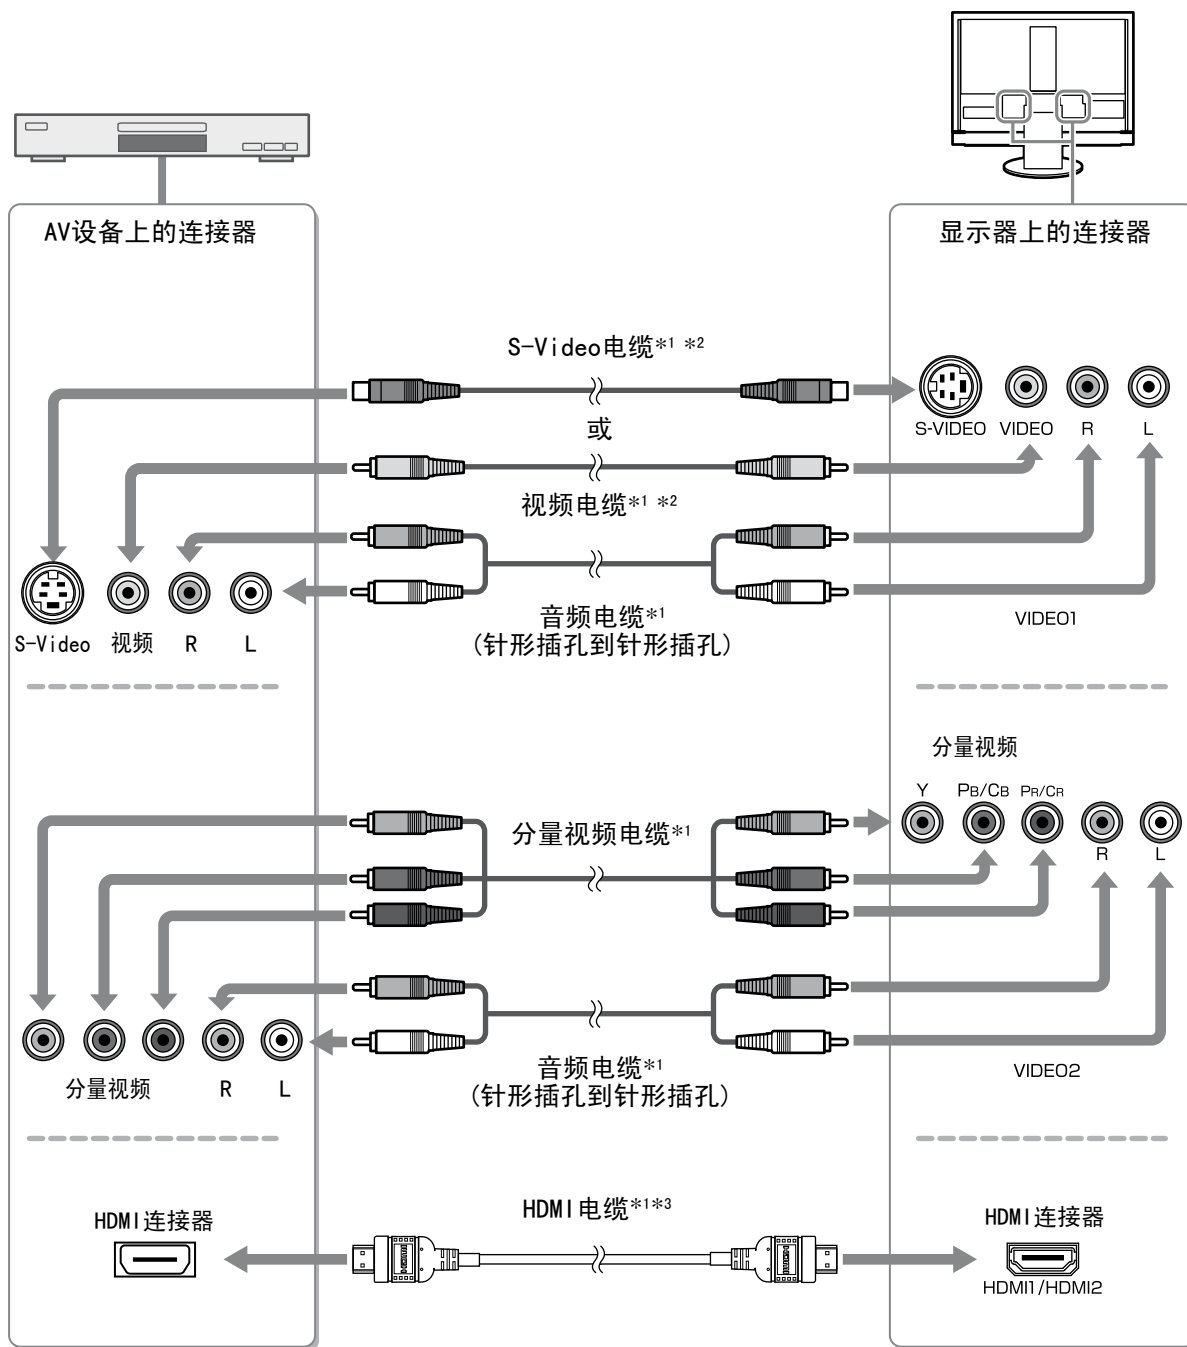 AV设备上的连接器
显示器上的连接器
S-Video电缆*1 *2
或
视频电缆*1 *2
音频电缆*1
(针形插孔到针形插孔)
S-Video 视频 R L
S-VIDEO VIDEO R L
VIDEO1
分量视频
Y PB/CB PR/CR
R L
分量视频电缆*1
音频电缆*1
(针形插孔到针形插孔)
分量视频 R L
VIDEO2
HDMI电缆*1*3
HDMI连接器
HDMI连接器
HDMI1/HDMI2